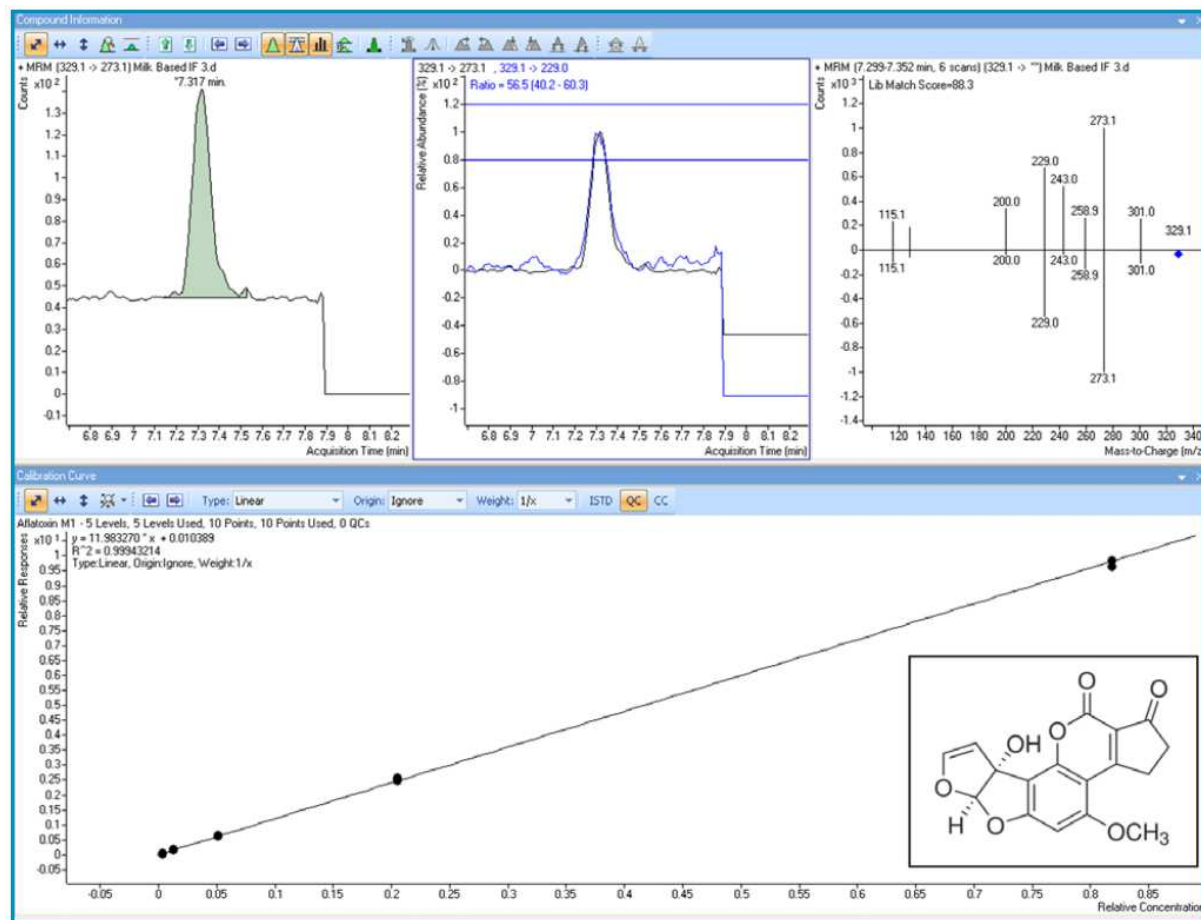 Compound Information
+ MRM (329.1 -> 273.1) Milk Based IF 3.d
x10^2
*7.317 min.
Counts
1.3
1.2
1.1
1
0.9
0.8
0.7
0.6
0.5
0.4
0.3
0.2
0.1
0
-0.1
6.8 6.9 7 7.1 7.2 7.3 7.4 7.5 7.6 7.7 7.8 7.9 8 8.1 8.2
Acquisition Time (min)
329.1 -> 273.1 , 329.1 -> 229.0
x10^2
Ratio = 56.5 (40.2 - 60.3)
Relative Abundance (%)
1.2
1
0.8
0.6
0.4
0.2
0
-0.2
-0.4
-0.6
-0.8
-1
6.8 6.9 7 7.1 7.2 7.3 7.4 7.5 7.6 7.7 7.8 7.9 8 8.1 8.2
Acquisition Time (min)
+ MRM (7.299-7.352 min, 6 scans) (329.1 -> "") Milk Based IF 3.d
x10^3
Lib Match Score=88.3
Counts
1.4
1.2
1
0.8
0.6
0.4
0.2
0
-0.2
-0.4
-0.6
-0.8
-1
-1.2
-1.4
273.1
229.0
243.0
200.0
258.9
115.1
301.0
329.1
115.1
200.0
243.0
258.9
301.0
229.0
273.1
120 140 160 180 200 220 240 260 280 300 320 340
Mass-to-Charge (m/z
Calibration Curve
Type: Linear Origin: Ignore Weight: 1/x ISTD QC CC
Aflatoxin M1 - 5 Levels, 5 Levels Used, 10 Points, 10 Points Used, 0 QCs
x10^1
y = 11.983270 * x + 0.010389
R^2 = 0.99943214
Type:Linear, Origin:Ignore, Weight:1/x
Relative Responses
1
0.95
0.9
0.85
0.8
0.75
0.7
0.65
0.6
0.55
0.5
0.45
0.4
0.35
0.3
0.25
0.2
0.15
0.1
0.05
0
-0.05
-0.05 0 0.05 0.1 0.15 0.2 0.25 0.3 0.35 0.4 0.45 0.5 0.55 0.6 0.65 0.7 0.75 0.8 0.85
Relative Concentration
O O
O
OH
O
H O
OCH3